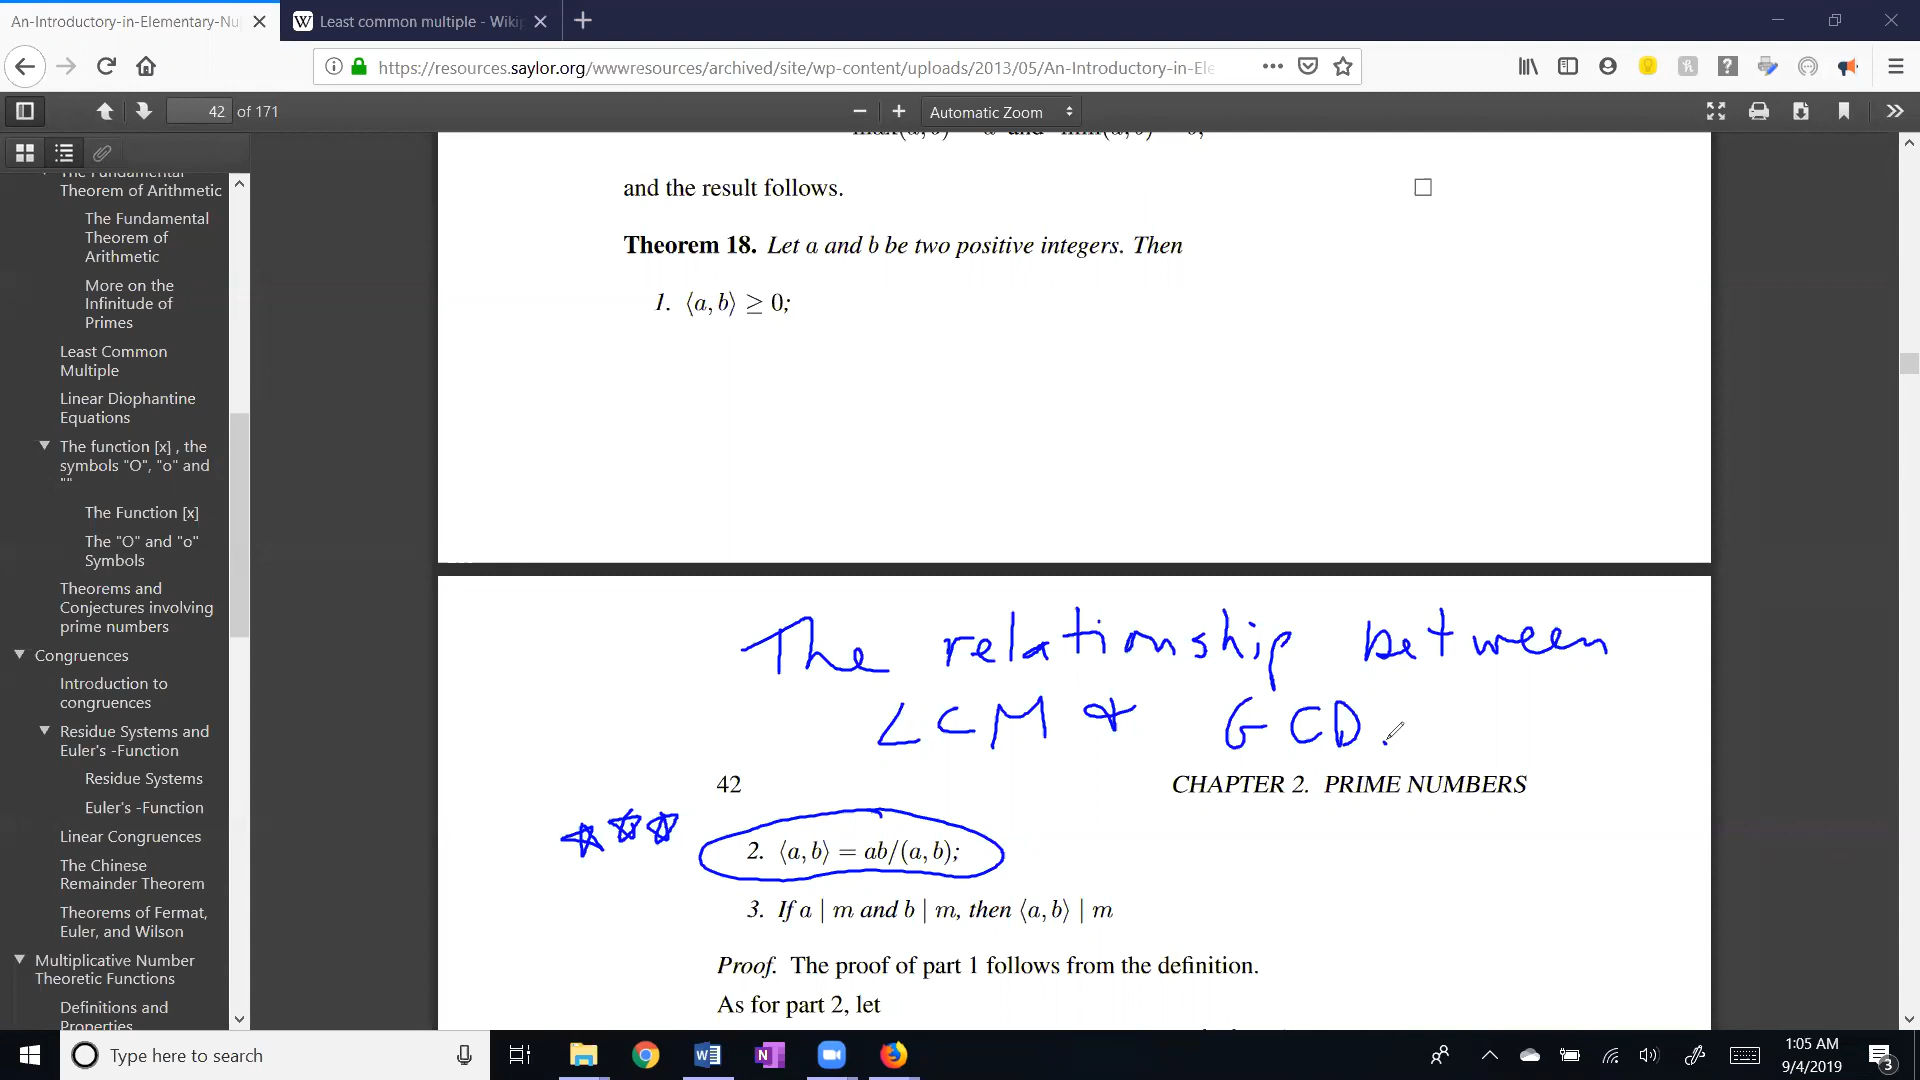 An-Introductory-in-Elementary-Nu
Least common multiple - Wikip
https://resources.saylor.org/wwwresources/archived/site/wp-content/uploads/2013/05/An-Introductory-in-Ele
42 of 171
Automatic Zoom
The Fundamental
Theorem of Arithmetic
The Fundamental
Theorem of
Arithmetic
More on the
Infinitude of
Primes
Least Common
Multiple
Linear Diophantine
Equations
The function [x] , the
symbols "O", "o" and
""
The Function [x]
The "O" and "o"
Symbols
Theorems and
Conjectures involving
prime numbers
Congruences
Introduction to
congruences
Residue Systems and
Euler's -Function
Residue Systems
Euler's -Function
Linear Congruences
The Chinese
Remainder Theorem
Theorems of Fermat,
Euler, and Wilson
Multiplicative Number
Theoretic Functions
Definitions and
Properties
and the result follows. □
Theorem 18. Let a and b be two positive integers. Then
1. ⟨a, b⟩ ≥ 0;
The relationship between
LCM & GCD.
42 CHAPTER 2. PRIME NUMBERS
2. ⟨a, b⟩ = ab/(a, b);
3. If a | m and b | m, then ⟨a, b⟩ | m
Proof. The proof of part 1 follows from the definition.
As for part 2, let
Type here to search
1:05 AM
9/4/2019
3